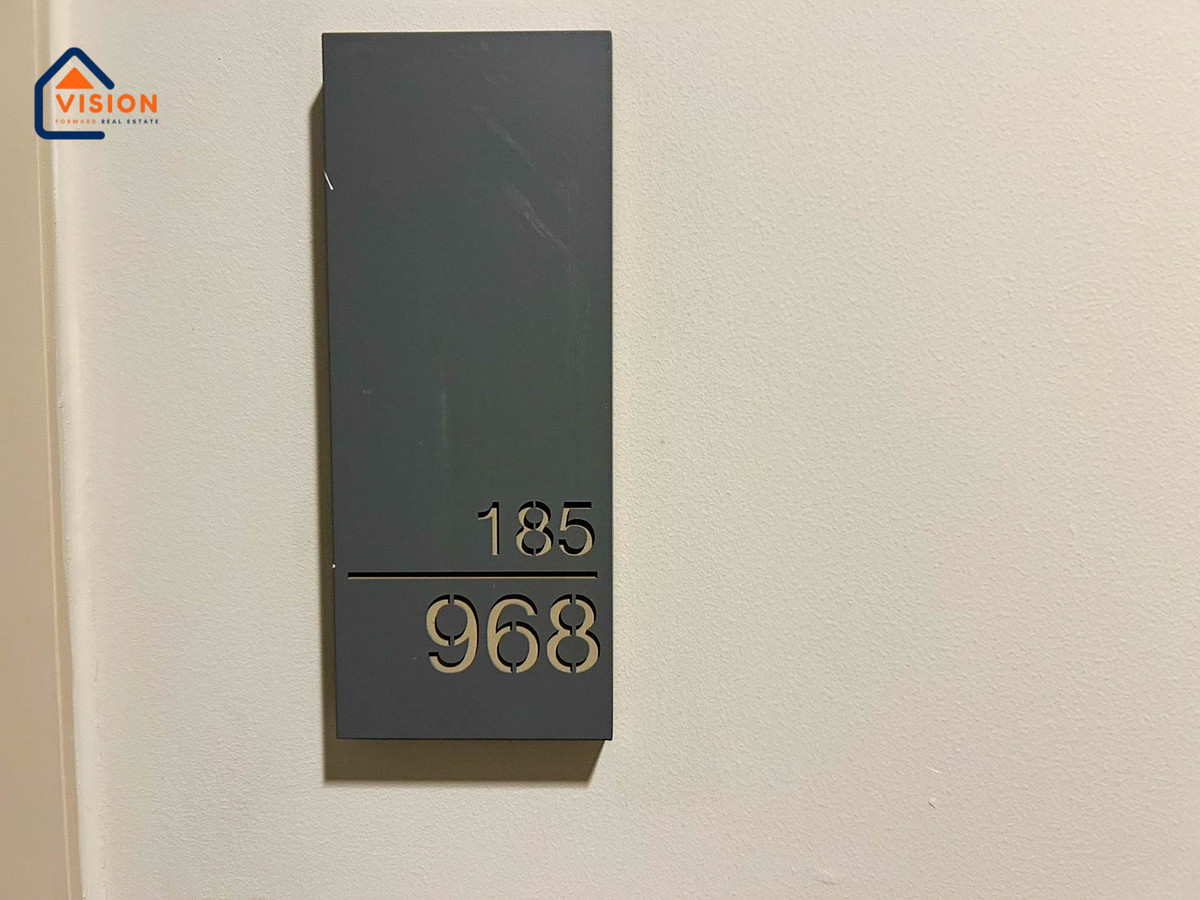 VISION
FORWARD REAL ESTATE
185
968